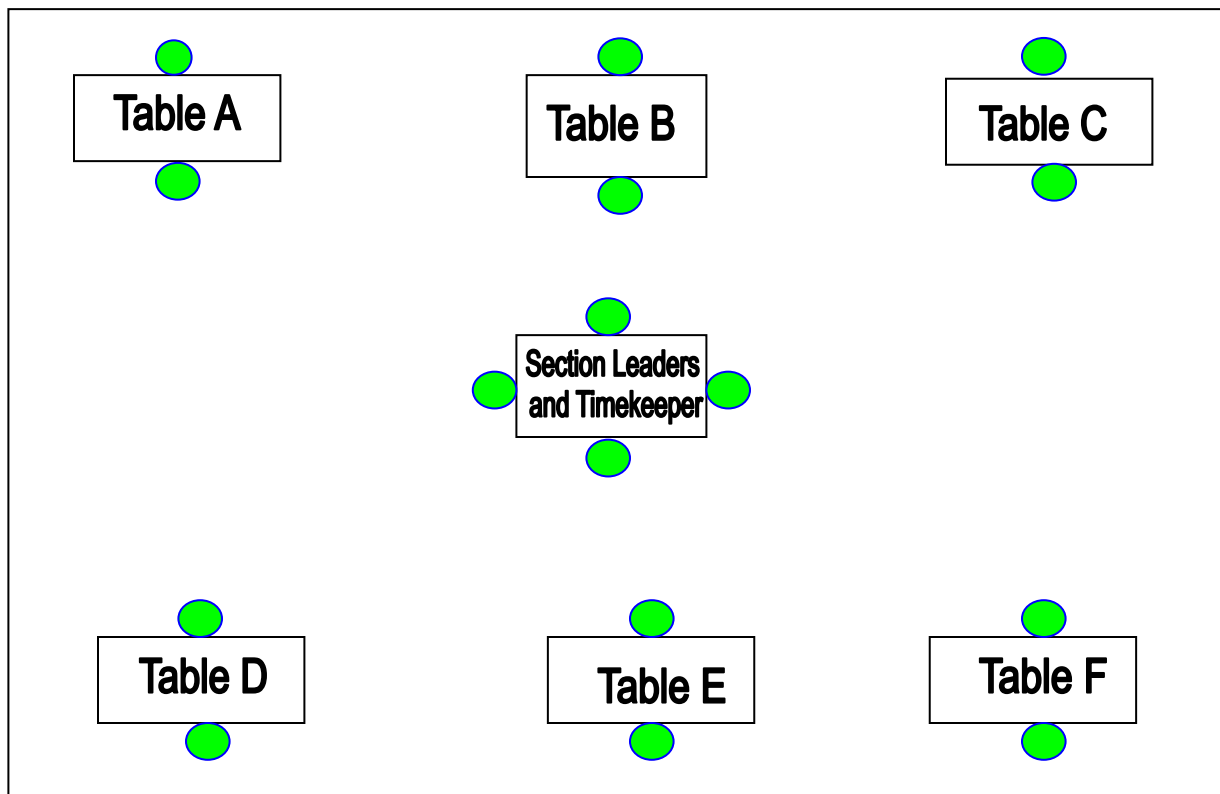 Table A
Table B
Table C
Section Leaders
and Timekeeper
Table D
Table E
Table F